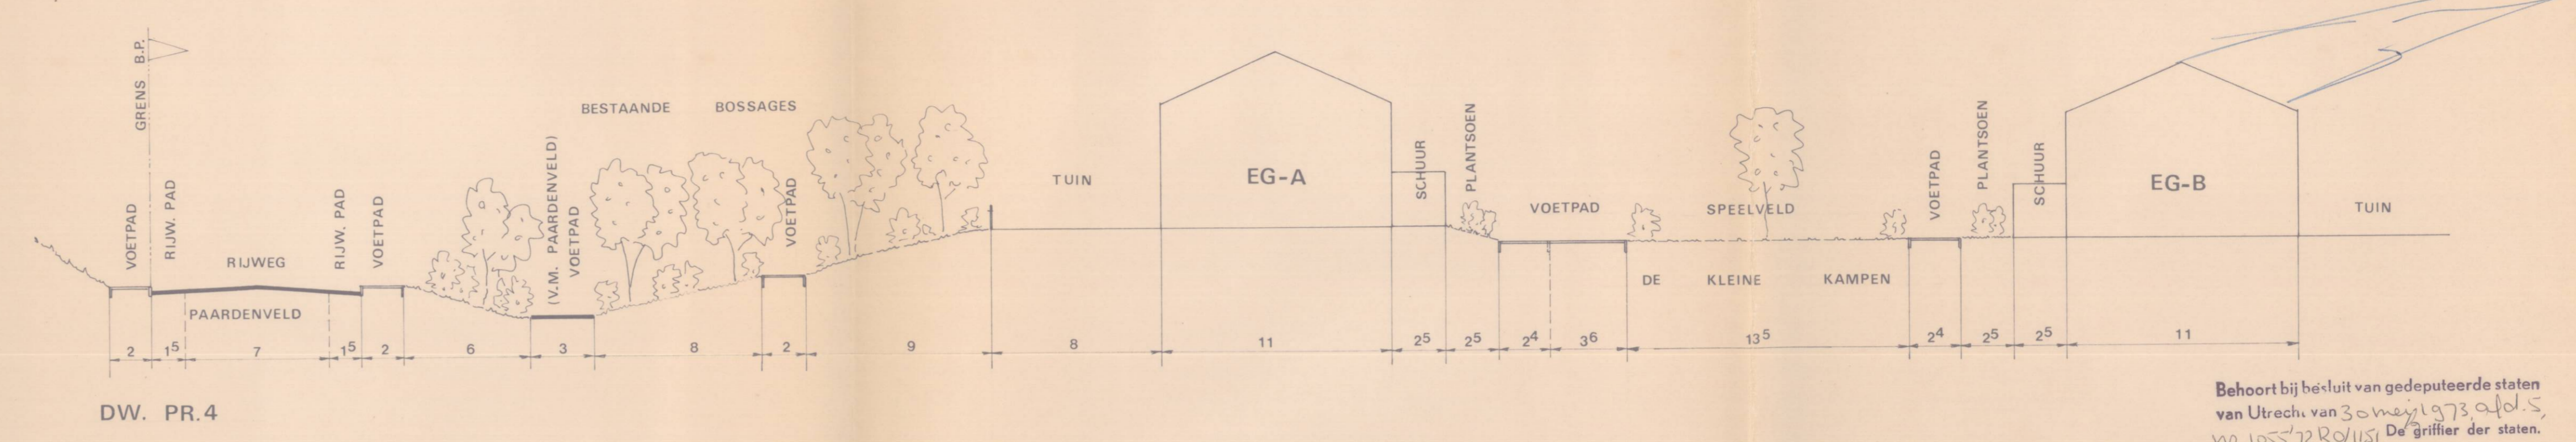 GRENS B.P.
VOETPAD
RIJW. PAD
RIJWEG
PAARDENVELD
RIJW. PAD
VOETPAD
(V.M. PAARDENVELD)
VOETPAD
BESTAANDE BOSSAGES
VOETPAD
TUIN
EG-A
SCHUUR
PLANTSOEN
VOETPAD
SPEELVELD
DE KLEINE KAMPEN
VOETPAD
PLANTSOEN
SCHUUR
EG-B
TUIN
2 1⁵ 7 1⁵ 2 6 3 8 2 9 8 11 2⁵ 2⁵ 2⁴ 3⁶ 13⁵ 2⁴ 2⁵ 2⁵ 11
DW. PR.4
Behoort bij besluit van gedeputeerde staten
van Utrecht van 30 mei 1973, afd. 5,
De griffier der staten.